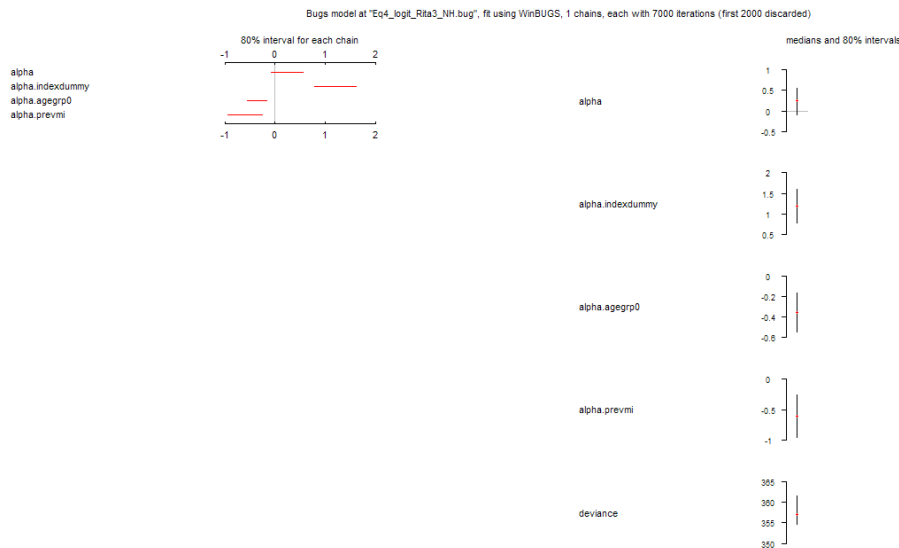 Bugs model at "Eq4_logit_Rita3_NH.bug", fit using WinBUGS, 1 chains, each with 7000 iterations (first 2000 discarded)
80% interval for each chain
-1 0 1 2
alpha
alpha.indexdummy
alpha.agegrp0
alpha.prevmi
-1 0 1 2
medians and 80% intervals
alpha
1
0.5
0
-0.5
alpha.indexdummy
2
1.5
1
0.5
alpha.agegrp0
0
-0.2
-0.4
-0.6
alpha.prevmi
0
-0.5
-1
deviance
365
360
355
350